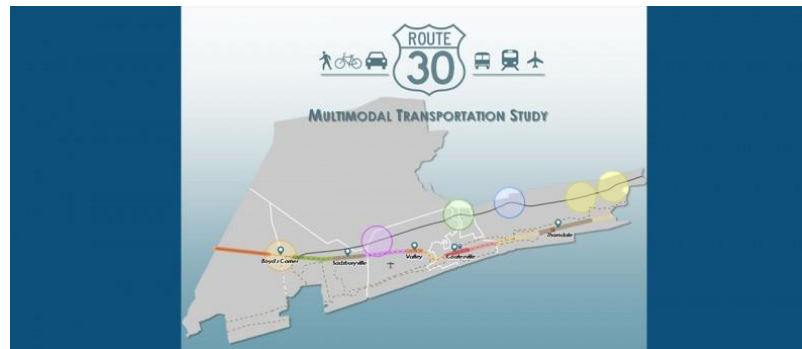 ROUTE
30
MULTIMODAL TRANSPORTATION STUDY
Boyd's Corner
Sadsburyville
Valley
Coatesville
Thorndale